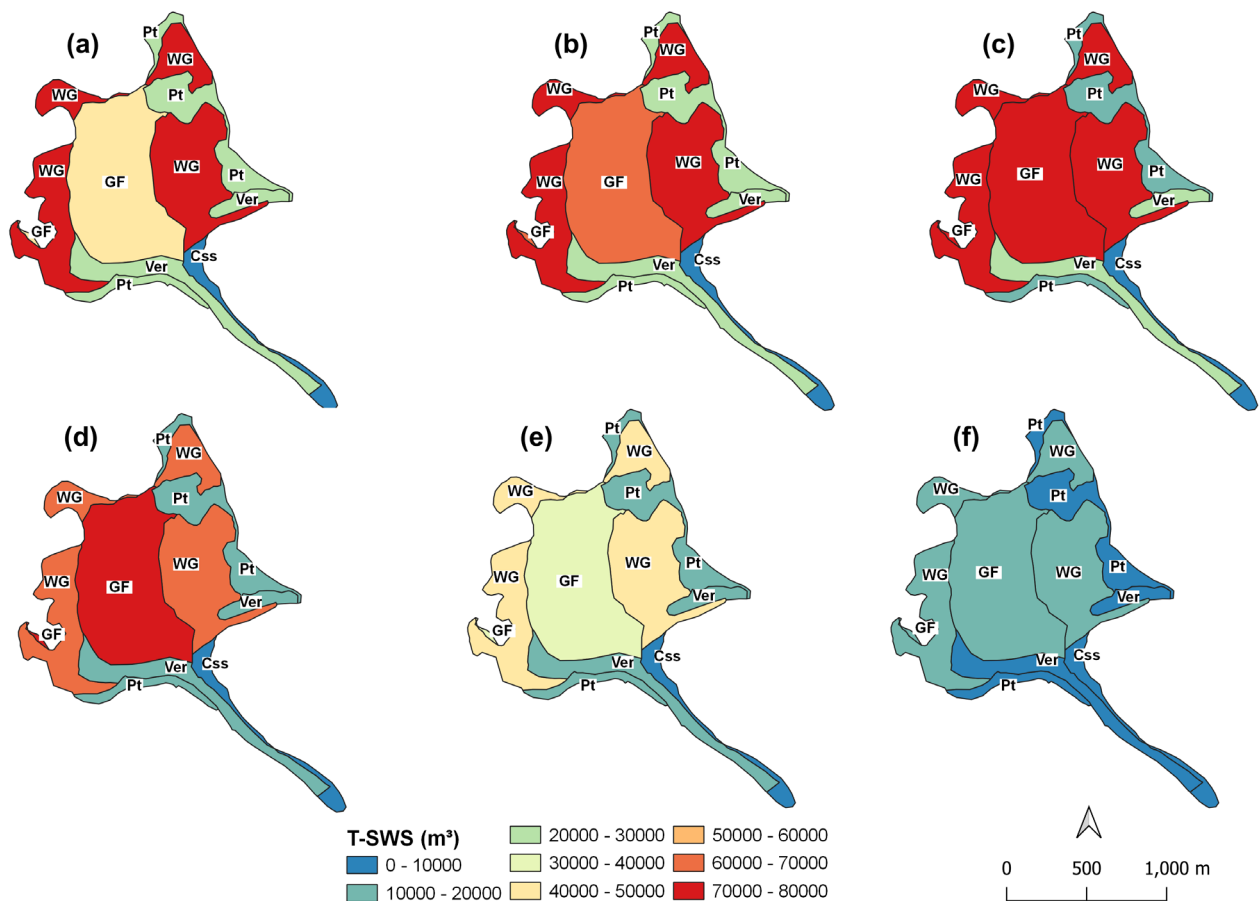 (a)
Pt
WG
WG
Pt
WG
WG
GF
Pt
Ver
GF
Css
Ver
Pt
(b)
Pt
WG
WG
Pt
WG
WG
GF
Pt
Ver
GF
Css
Ver
Pt
(c)
Pt
WG
WG
Pt
WG
WG
GF
Pt
Ver
GF
Css
Ver
Pt
(d)
Pt
WG
WG
Pt
WG
WG
GF
Pt
Ver
GF
Css
Ver
Pt
(e)
Pt
WG
WG
Pt
WG
WG
GF
Pt
Ver
GF
Css
Ver
Pt
(f)
Pt
WG
WG
Pt
WG
WG
GF
Pt
Ver
GF
Css
Ver
Pt
T-SWS (m³)
0 - 10000
10000 - 20000
20000 - 30000
30000 - 40000
40000 - 50000
50000 - 60000
60000 - 70000
70000 - 80000
0 500 1,000 m